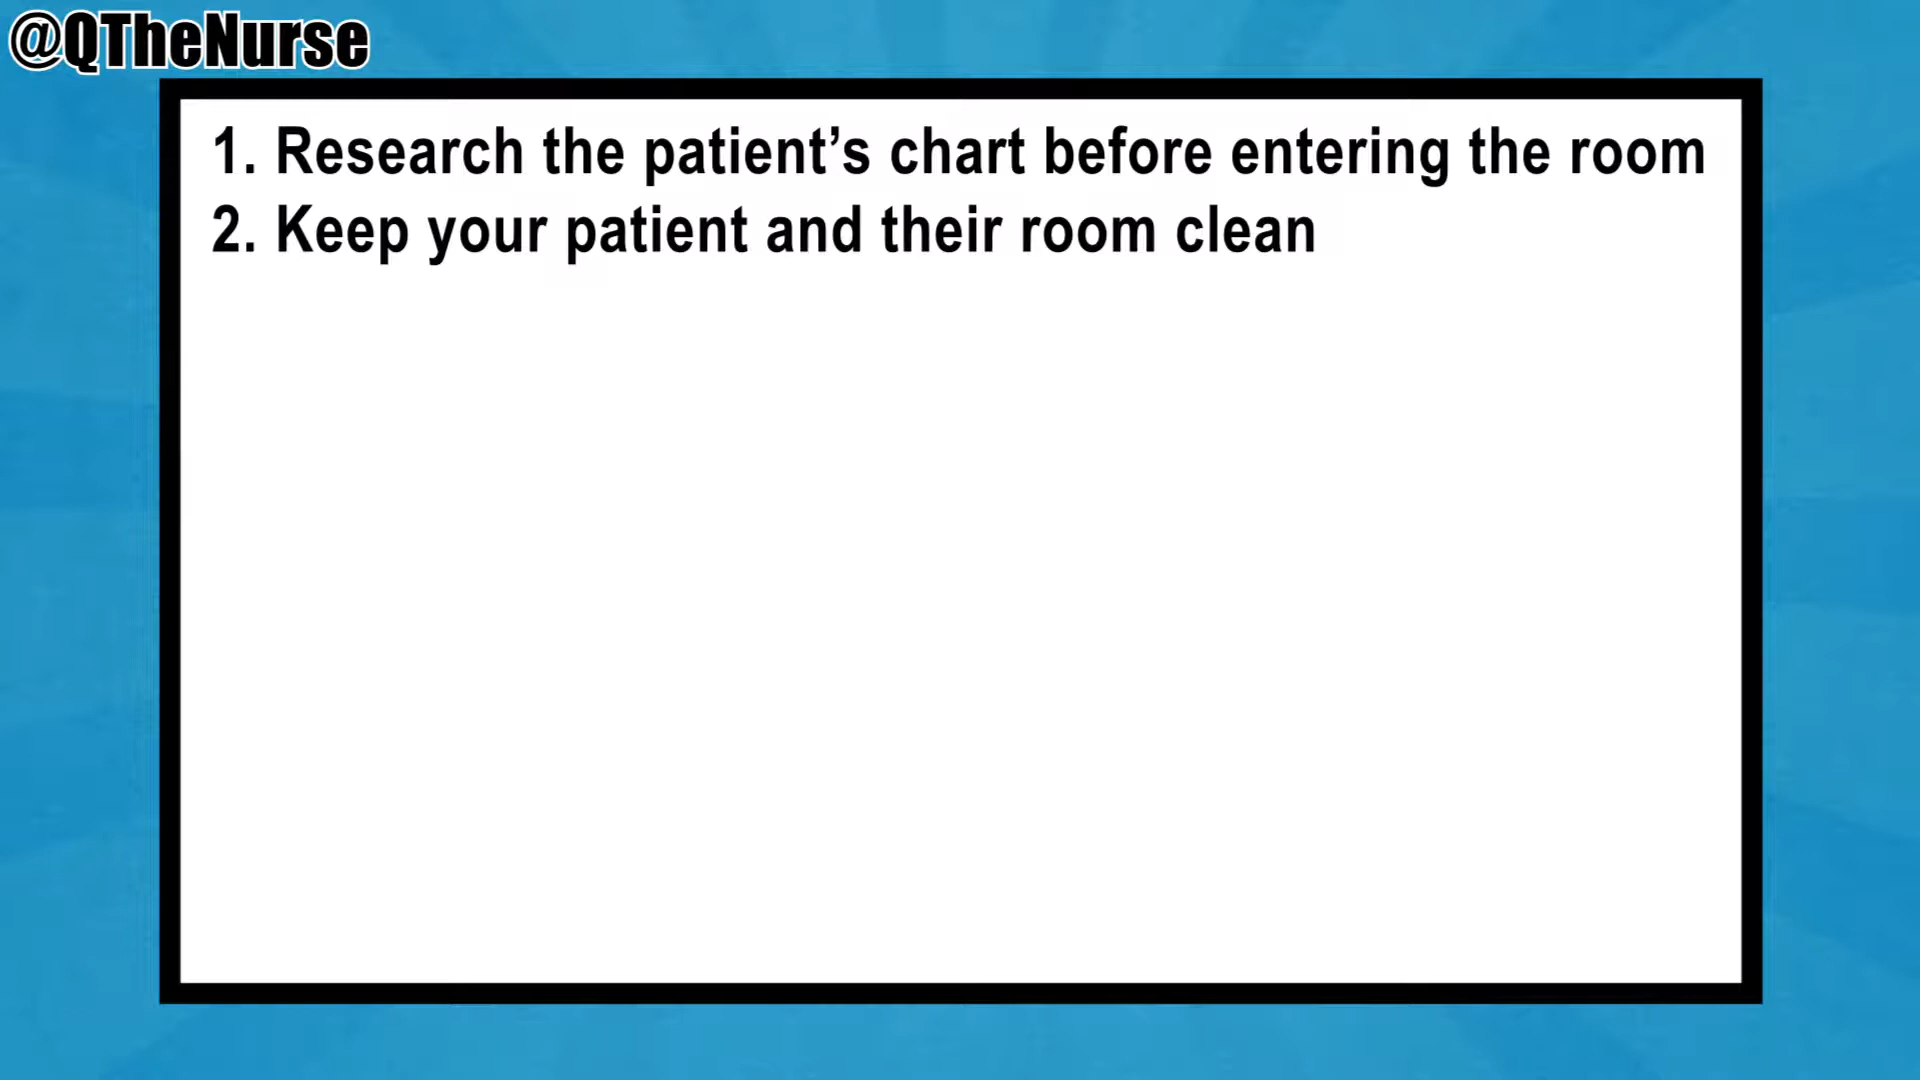 @QTheNurse
1. Research the patient’s chart before entering the room
2. Keep your patient and their room clean